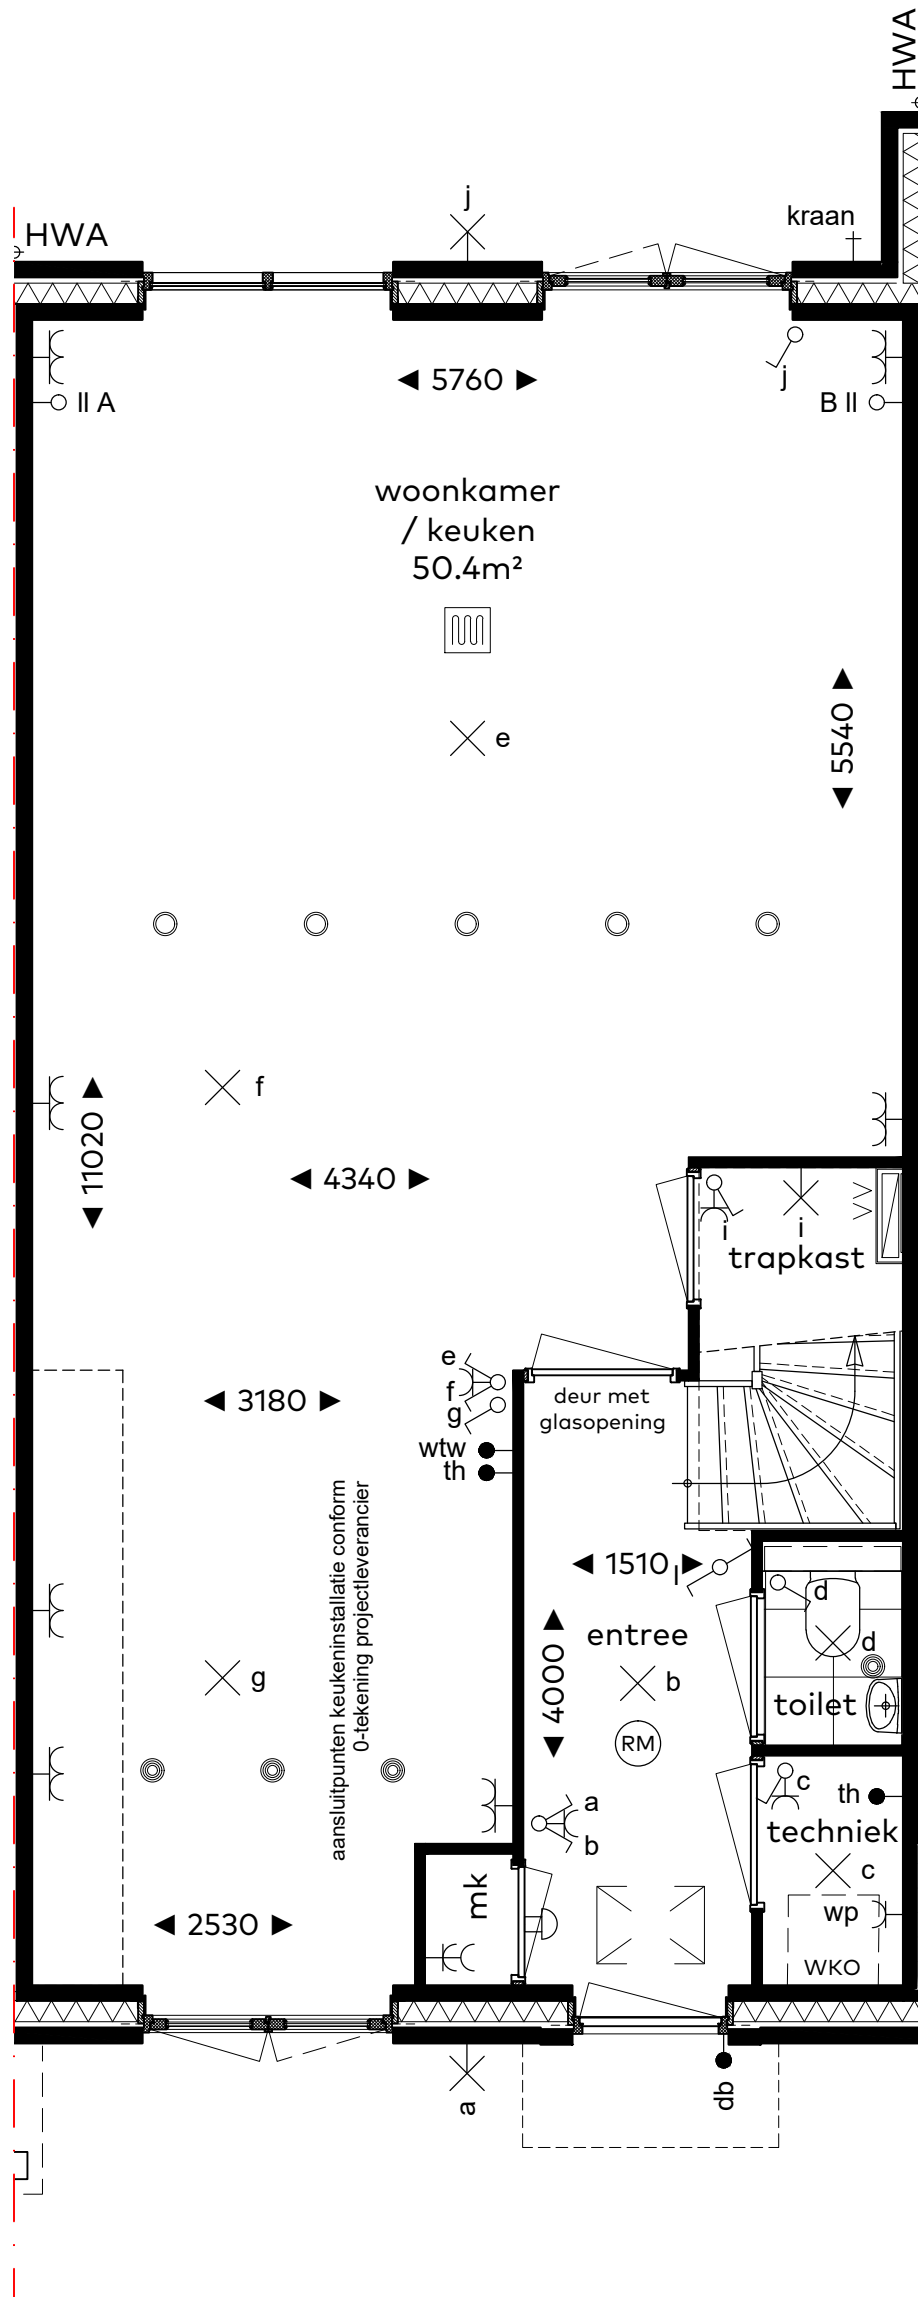 HWA
HWA
j
kraan
◄ 5760 ►
j
II A
B II
woonkamer
/ keuken
50.4m²
◄ 5540 ►
e
f
◄ 11020 ►
◄ 4340 ►
i
i
trapkast
e
f
g
◄ 3180 ►
deur met
glasopening
wtw
th
aansluitpunten keukeninstallatie conform
0-tekening projectleverancier
◄ 1510 ►
l
d
d
entree
◄ 4000 ►
b
g
toilet
RM
c
th
a
b
techniek
c
mk
wp
◄ 2530 ►
WKO
a
db